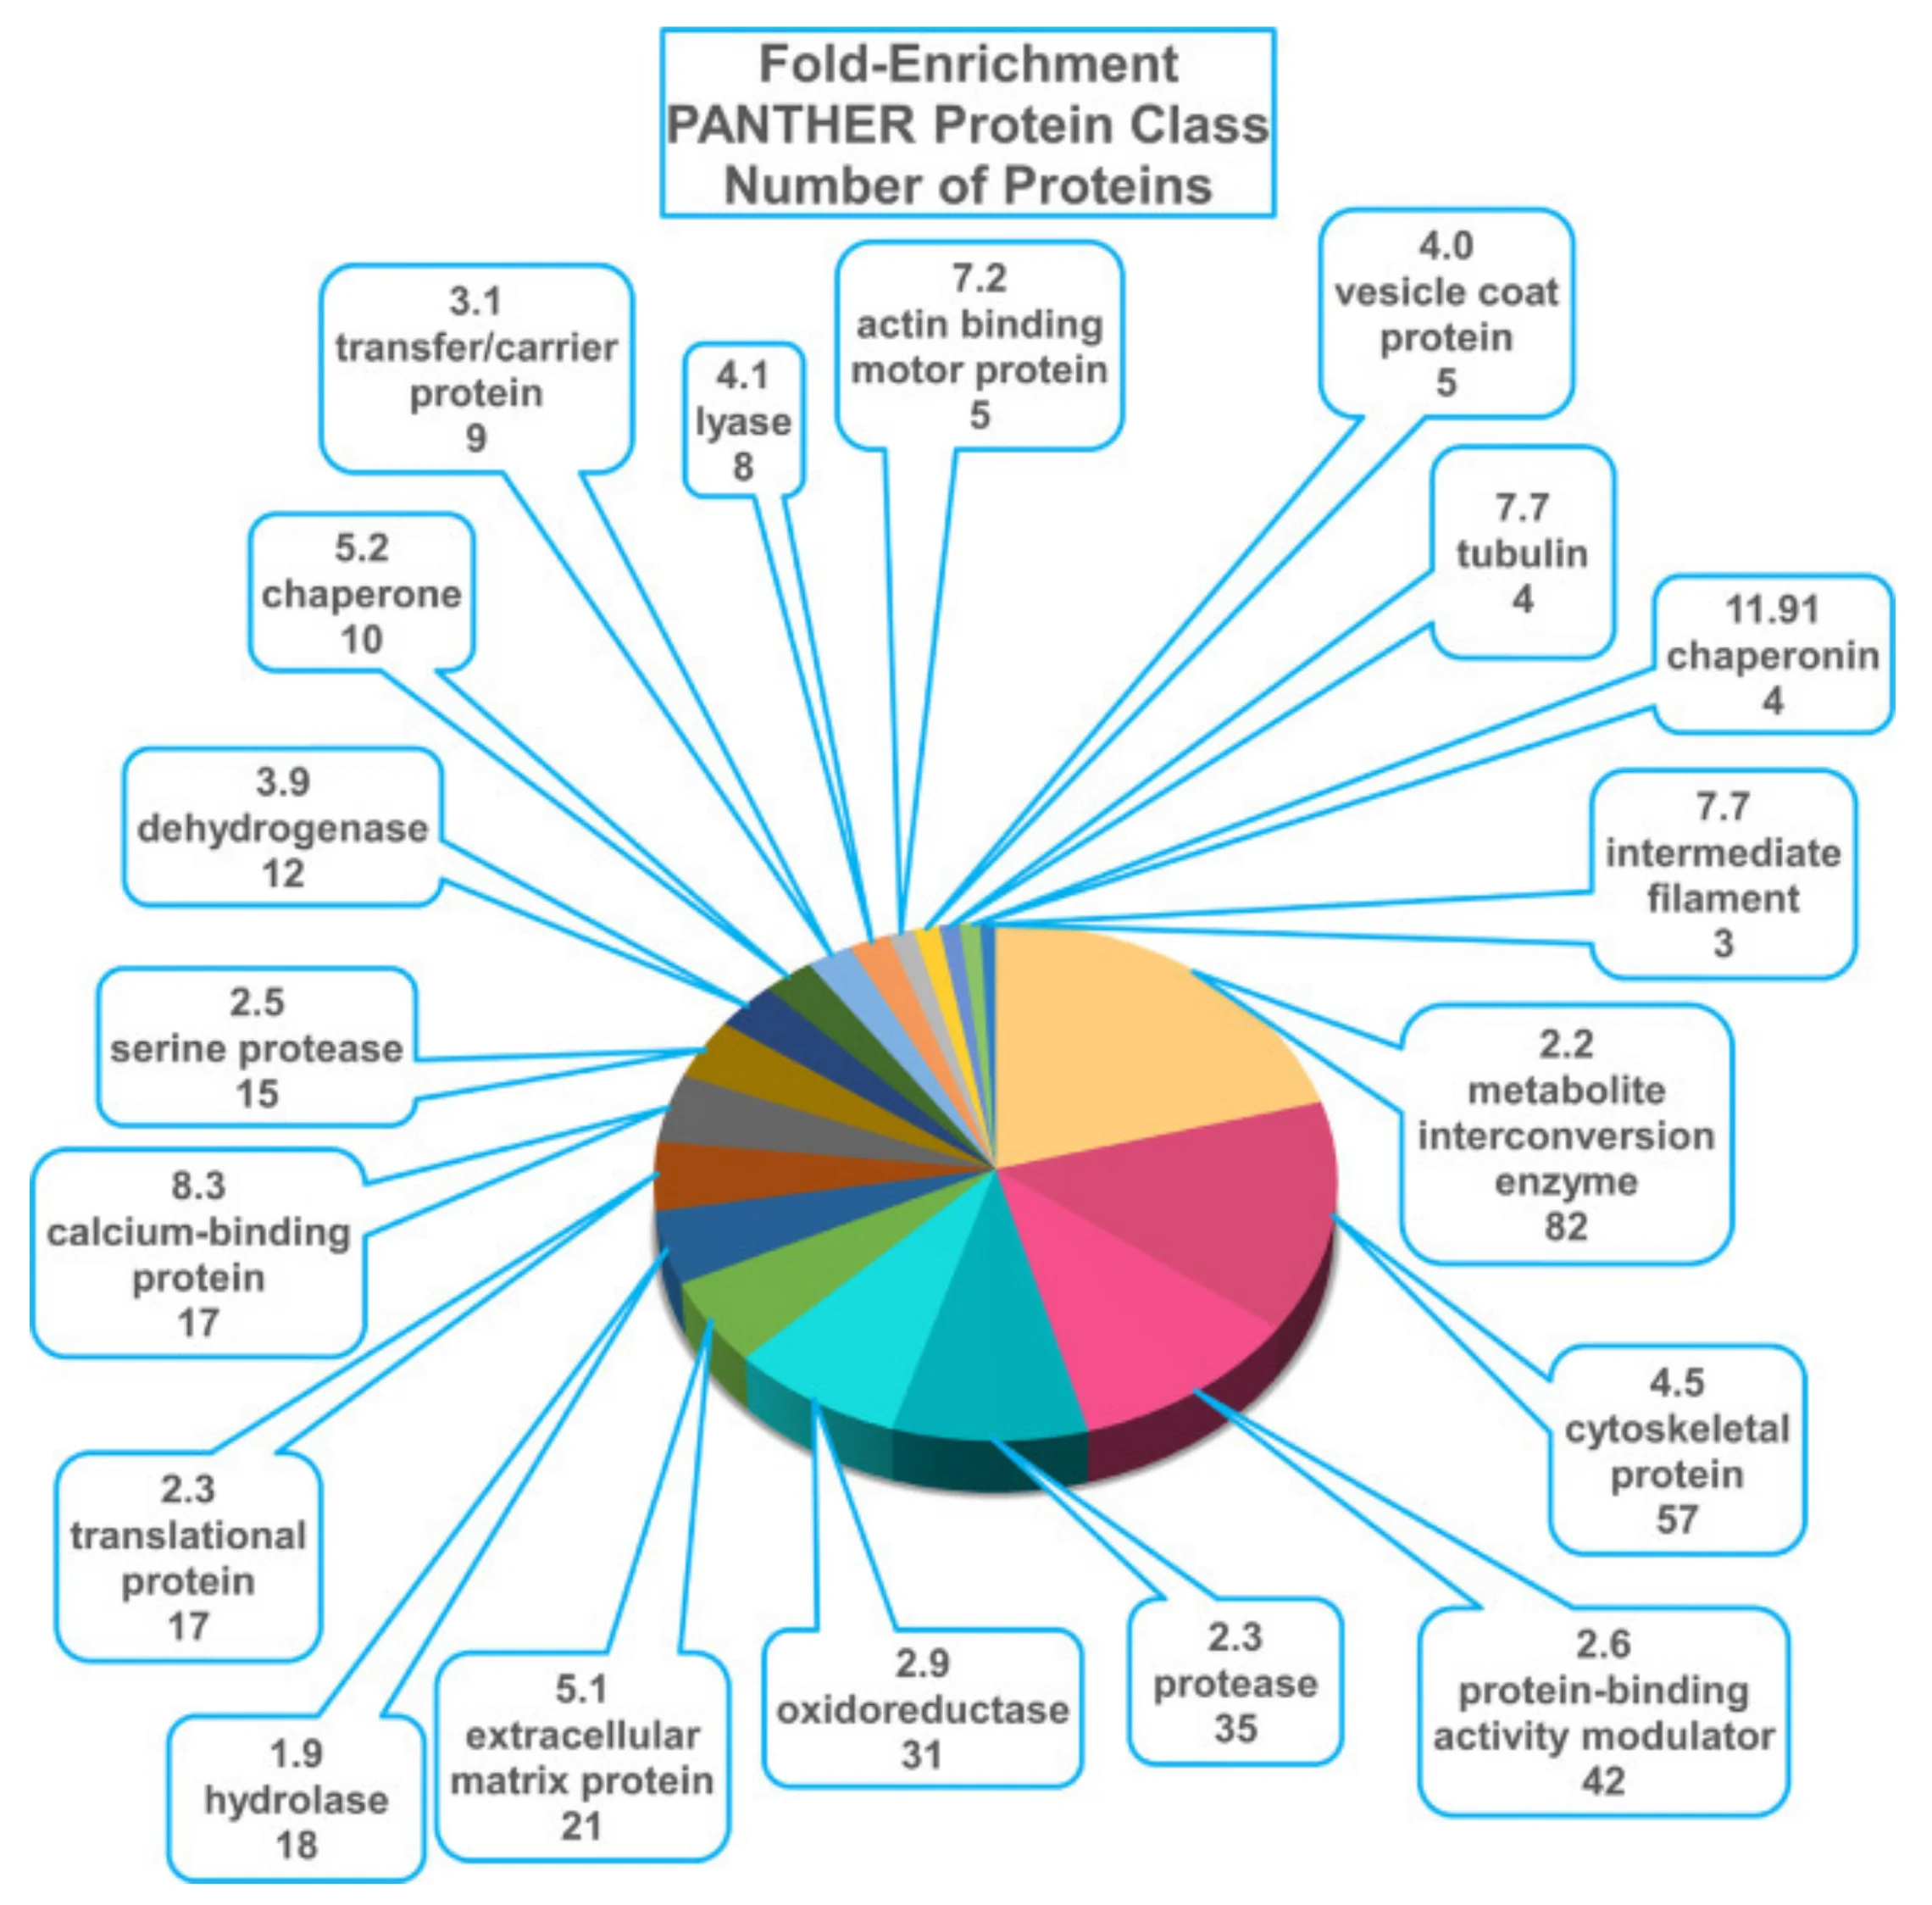 Fold-Enrichment
PANTHER Protein Class
Number of Proteins
4.0
vesicle coat
protein
5
7.7
tubulin
4
11.91
chaperonin
4
7.7
intermediate
filament
3
2.2
metabolite
interconversion
enzyme
82
4.5
cytoskeletal
protein
57
2.6
protein-binding
activity modulator
42
2.3
protease
35
2.9
oxidoreductase
31
5.1
extracellular
matrix protein
21
1.9
hydrolase
18
2.3
translational
protein
17
8.3
calcium-binding
protein
17
2.5
serine protease
15
3.9
dehydrogenase
12
5.2
chaperone
10
3.1
transfer/carrier
protein
9
4.1
lyase
8
7.2
actin binding
motor protein
5